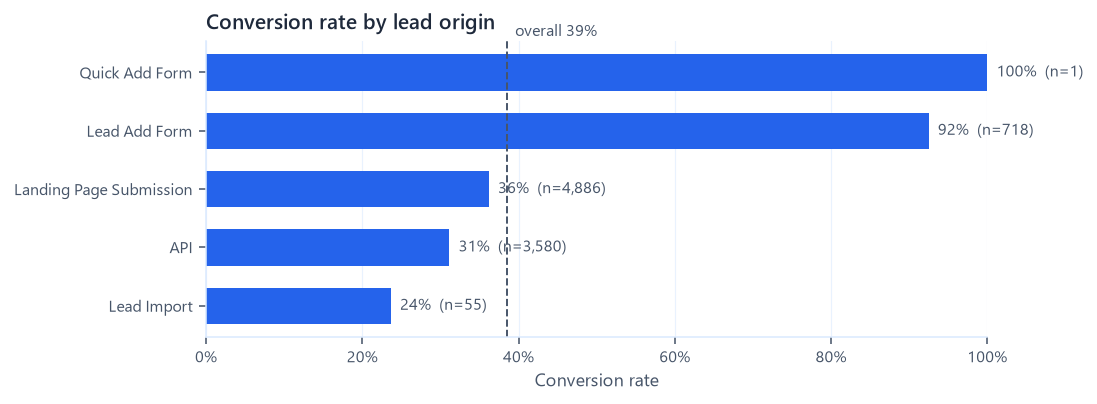 Conversion rate by lead origin
overall 39%
Quick Add Form 100% (n=1)
Lead Add Form 92% (n=718)
Landing Page Submission 36% (n=4,886)
API 31% (n=3,580)
Lead Import 24% (n=55)
0% 20% 40% 60% 80% 100%
Conversion rate